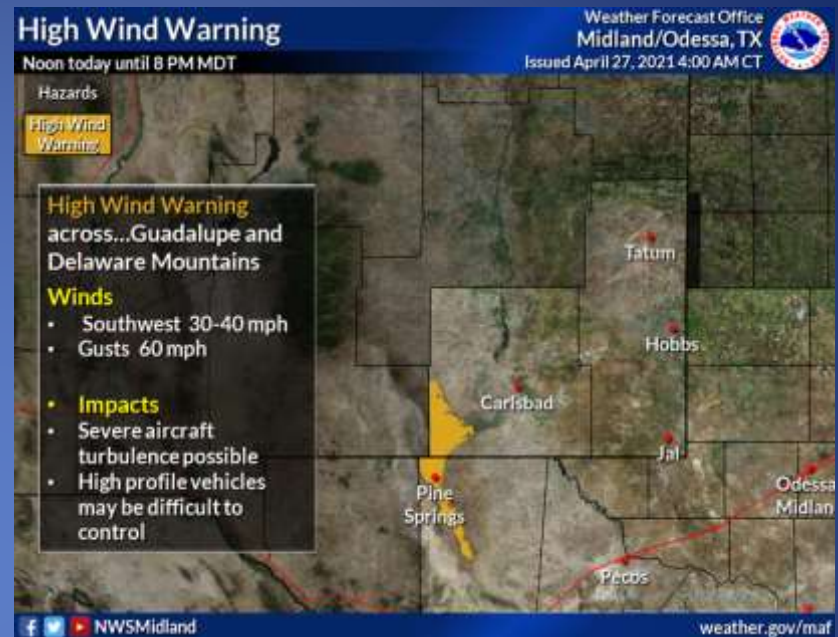 High Wind Warning
Noon today until 8 PM MDT
Weather Forecast Office
Midland/Odessa,TX
Issued April 27, 2021 4:00 AM CT
Hazards
High Wind
Warning
High Wind Warning
across...Guadalupe and
Delaware Mountains
Winds
• Southwest 30-40 mph
• Gusts 60 mph
• Impacts
• Severe aircraft
turbulence possible
• High profile vehicles
may be difficult to
control
Tatum
Hobbs
Carlsbad
Jal
Pine
Springs
Odessa
Midlan
Pecos
NWSMidland
weather.gov/maf